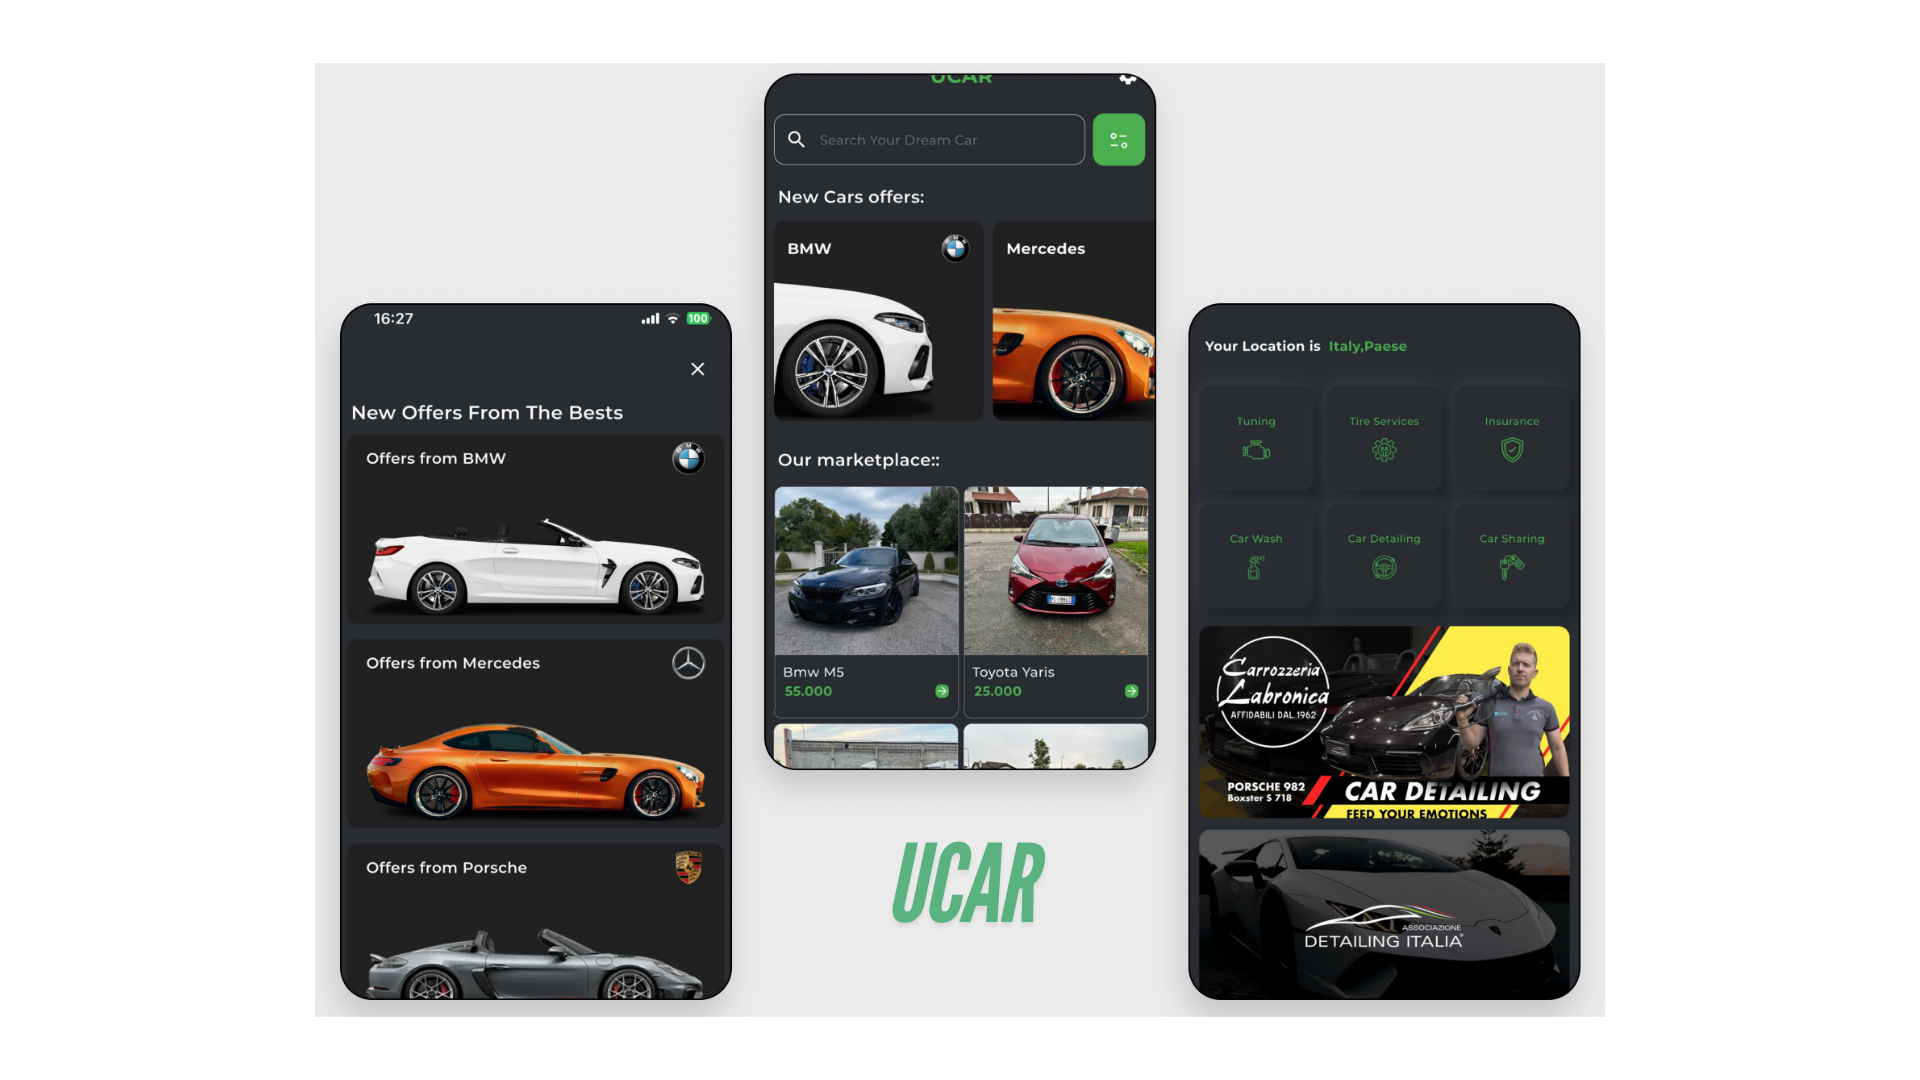 16:27
100
New Offers From The Bests
Offers from BMW
Offers from Mercedes
Offers from Porsche
UCAR
Search Your Dream Car
New Cars offers:
BMW
Mercedes
Our marketplace::
Bmw M5
55.000
Toyota Yaris
25.000
UCAR
Your Location is Italy,Paese
Tuning
Tire Services
Insurance
Car Wash
Car Detailing
Car Sharing
Carrozzeria
Labronica
AFFIDABILI DAL 1962
PORSCHE 982
Boxster S 718
CAR DETAILING
FEED YOUR EMOTIONS
ASSOCIAZIONE
DETAILING ITALIA